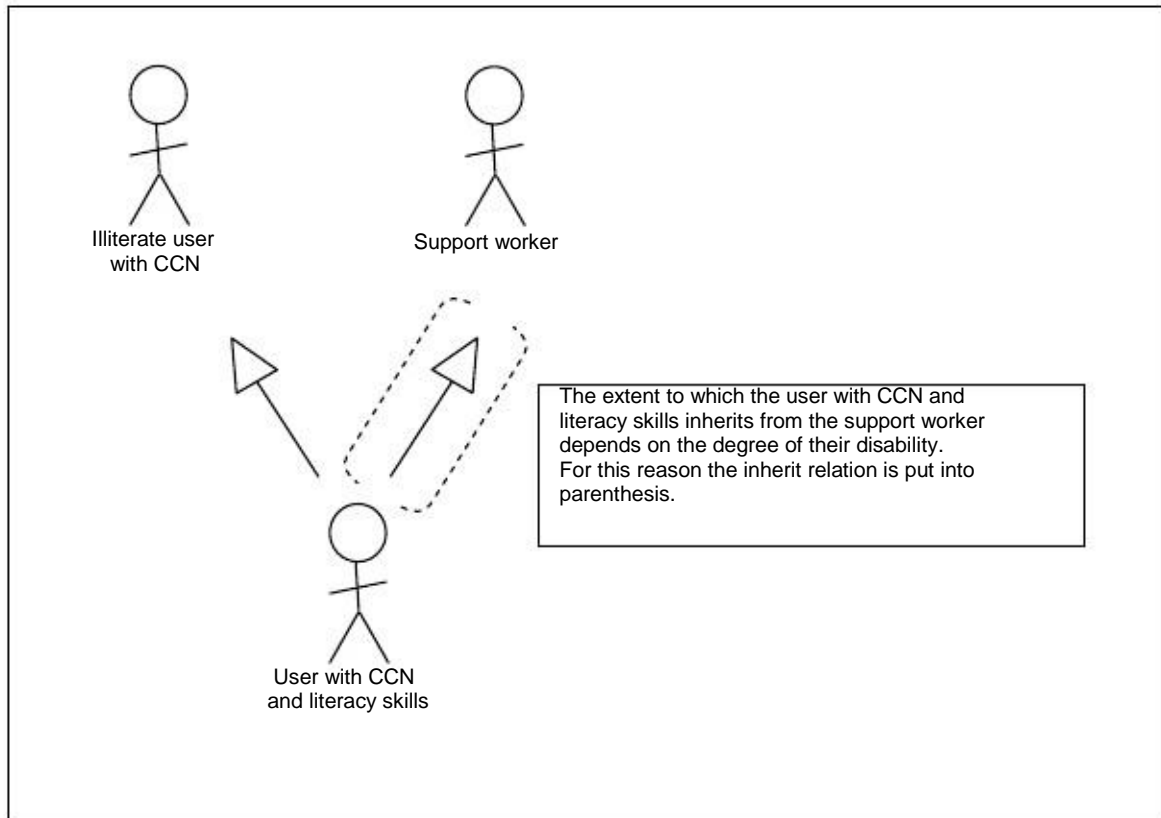 Illiterate user
with CCN
Support worker
The extent to which the user with CCN and
literacy skills inherits from the support worker
depends on the degree of their disability.
For this reason the inherit relation is put into
parenthesis.
User with CCN
and literacy skills